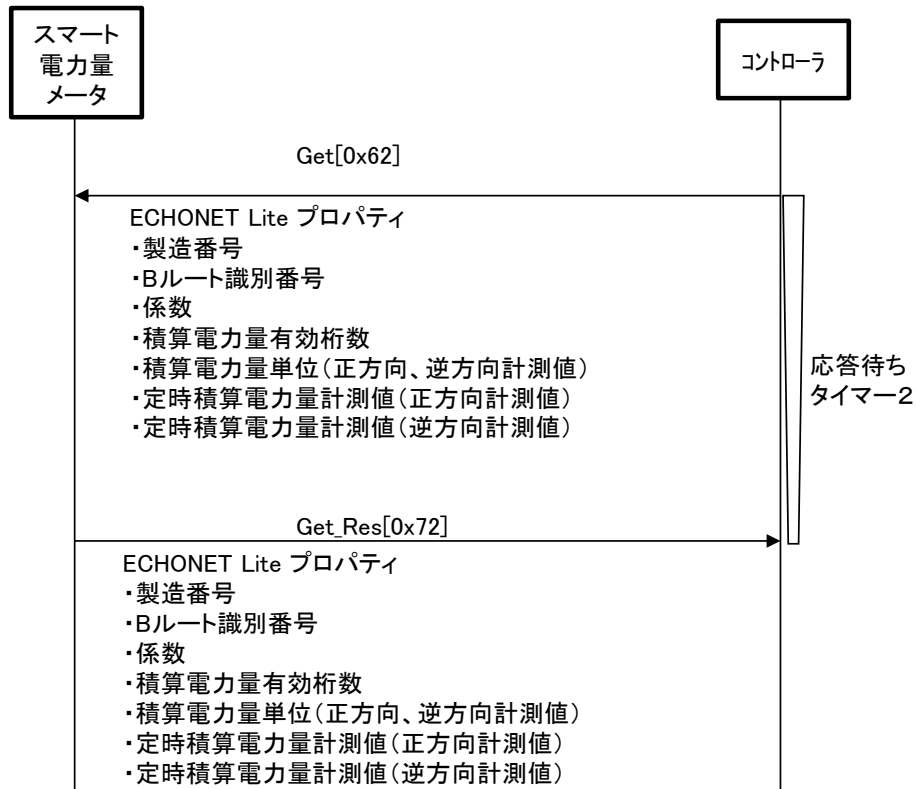 スマート
電力量
メータ
コントローラ
Get[0x62]
ECHONET Lite プロパティ
・製造番号
・Bルート識別番号
・係数
・積算電力量有効桁数
・積算電力量単位(正方向、逆方向計測値)
・定時積算電力量計測値(正方向計測値)
・定時積算電力量計測値(逆方向計測値)
応答待ち
タイマー2
Get_Res[0x72]
ECHONET Lite プロパティ
・製造番号
・Bルート識別番号
・係数
・積算電力量有効桁数
・積算電力量単位(正方向、逆方向計測値)
・定時積算電力量計測値(正方向計測値)
・定時積算電力量計測値(逆方向計測値)